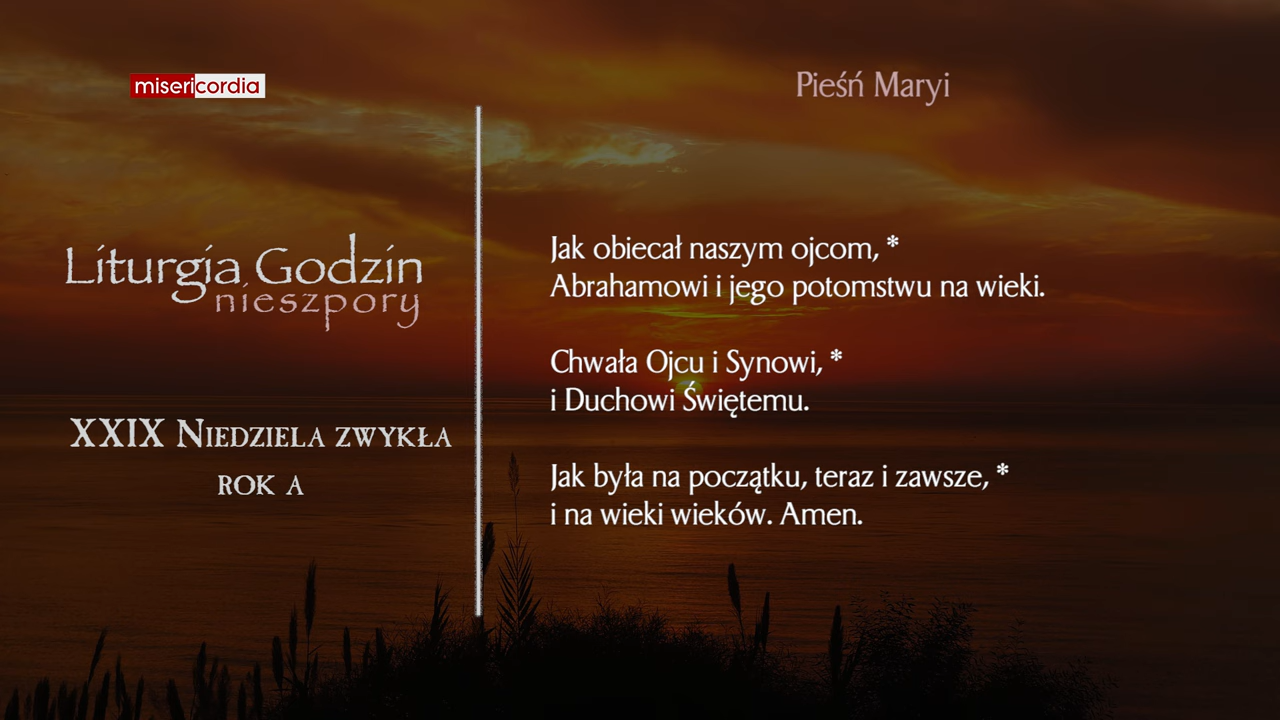 misericordia
Liturgia Godzin
nieszpory
XXIX Niedziela zwykła
rok A
Pieśń Maryi
Jak obiecał naszym ojcom, *
Abrahamowi i jego potomstwu na wieki.
Chwała Ojcu i Synowi, *
i Duchowi Świętemu.
Jak była na początku, teraz i zawsze, *
i na wieki wieków. Amen.